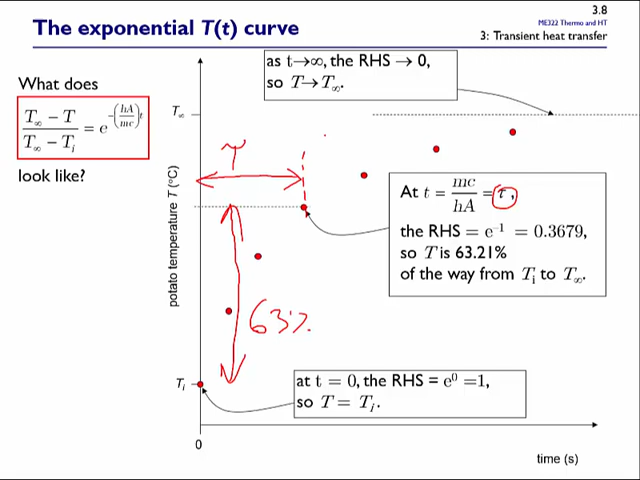 3.8
The exponential T(t) curve
ME322 Thermo and HT
3: Transient heat transfer
What does
(T∞ − T)/(T∞ − Ti) = e^−(hA/mc)t
look like?
as t→∞, the RHS → 0,
so T→T∞.
T∞
τ
At t = mc/hA = τ,
the RHS = e⁻¹ = 0.3679,
so T is 63.21%
of the way from Ti to T∞.
potato temperature T (°C)
63%
Ti
at t = 0, the RHS = e⁰ =1,
so T = Ti.
0
time (s)